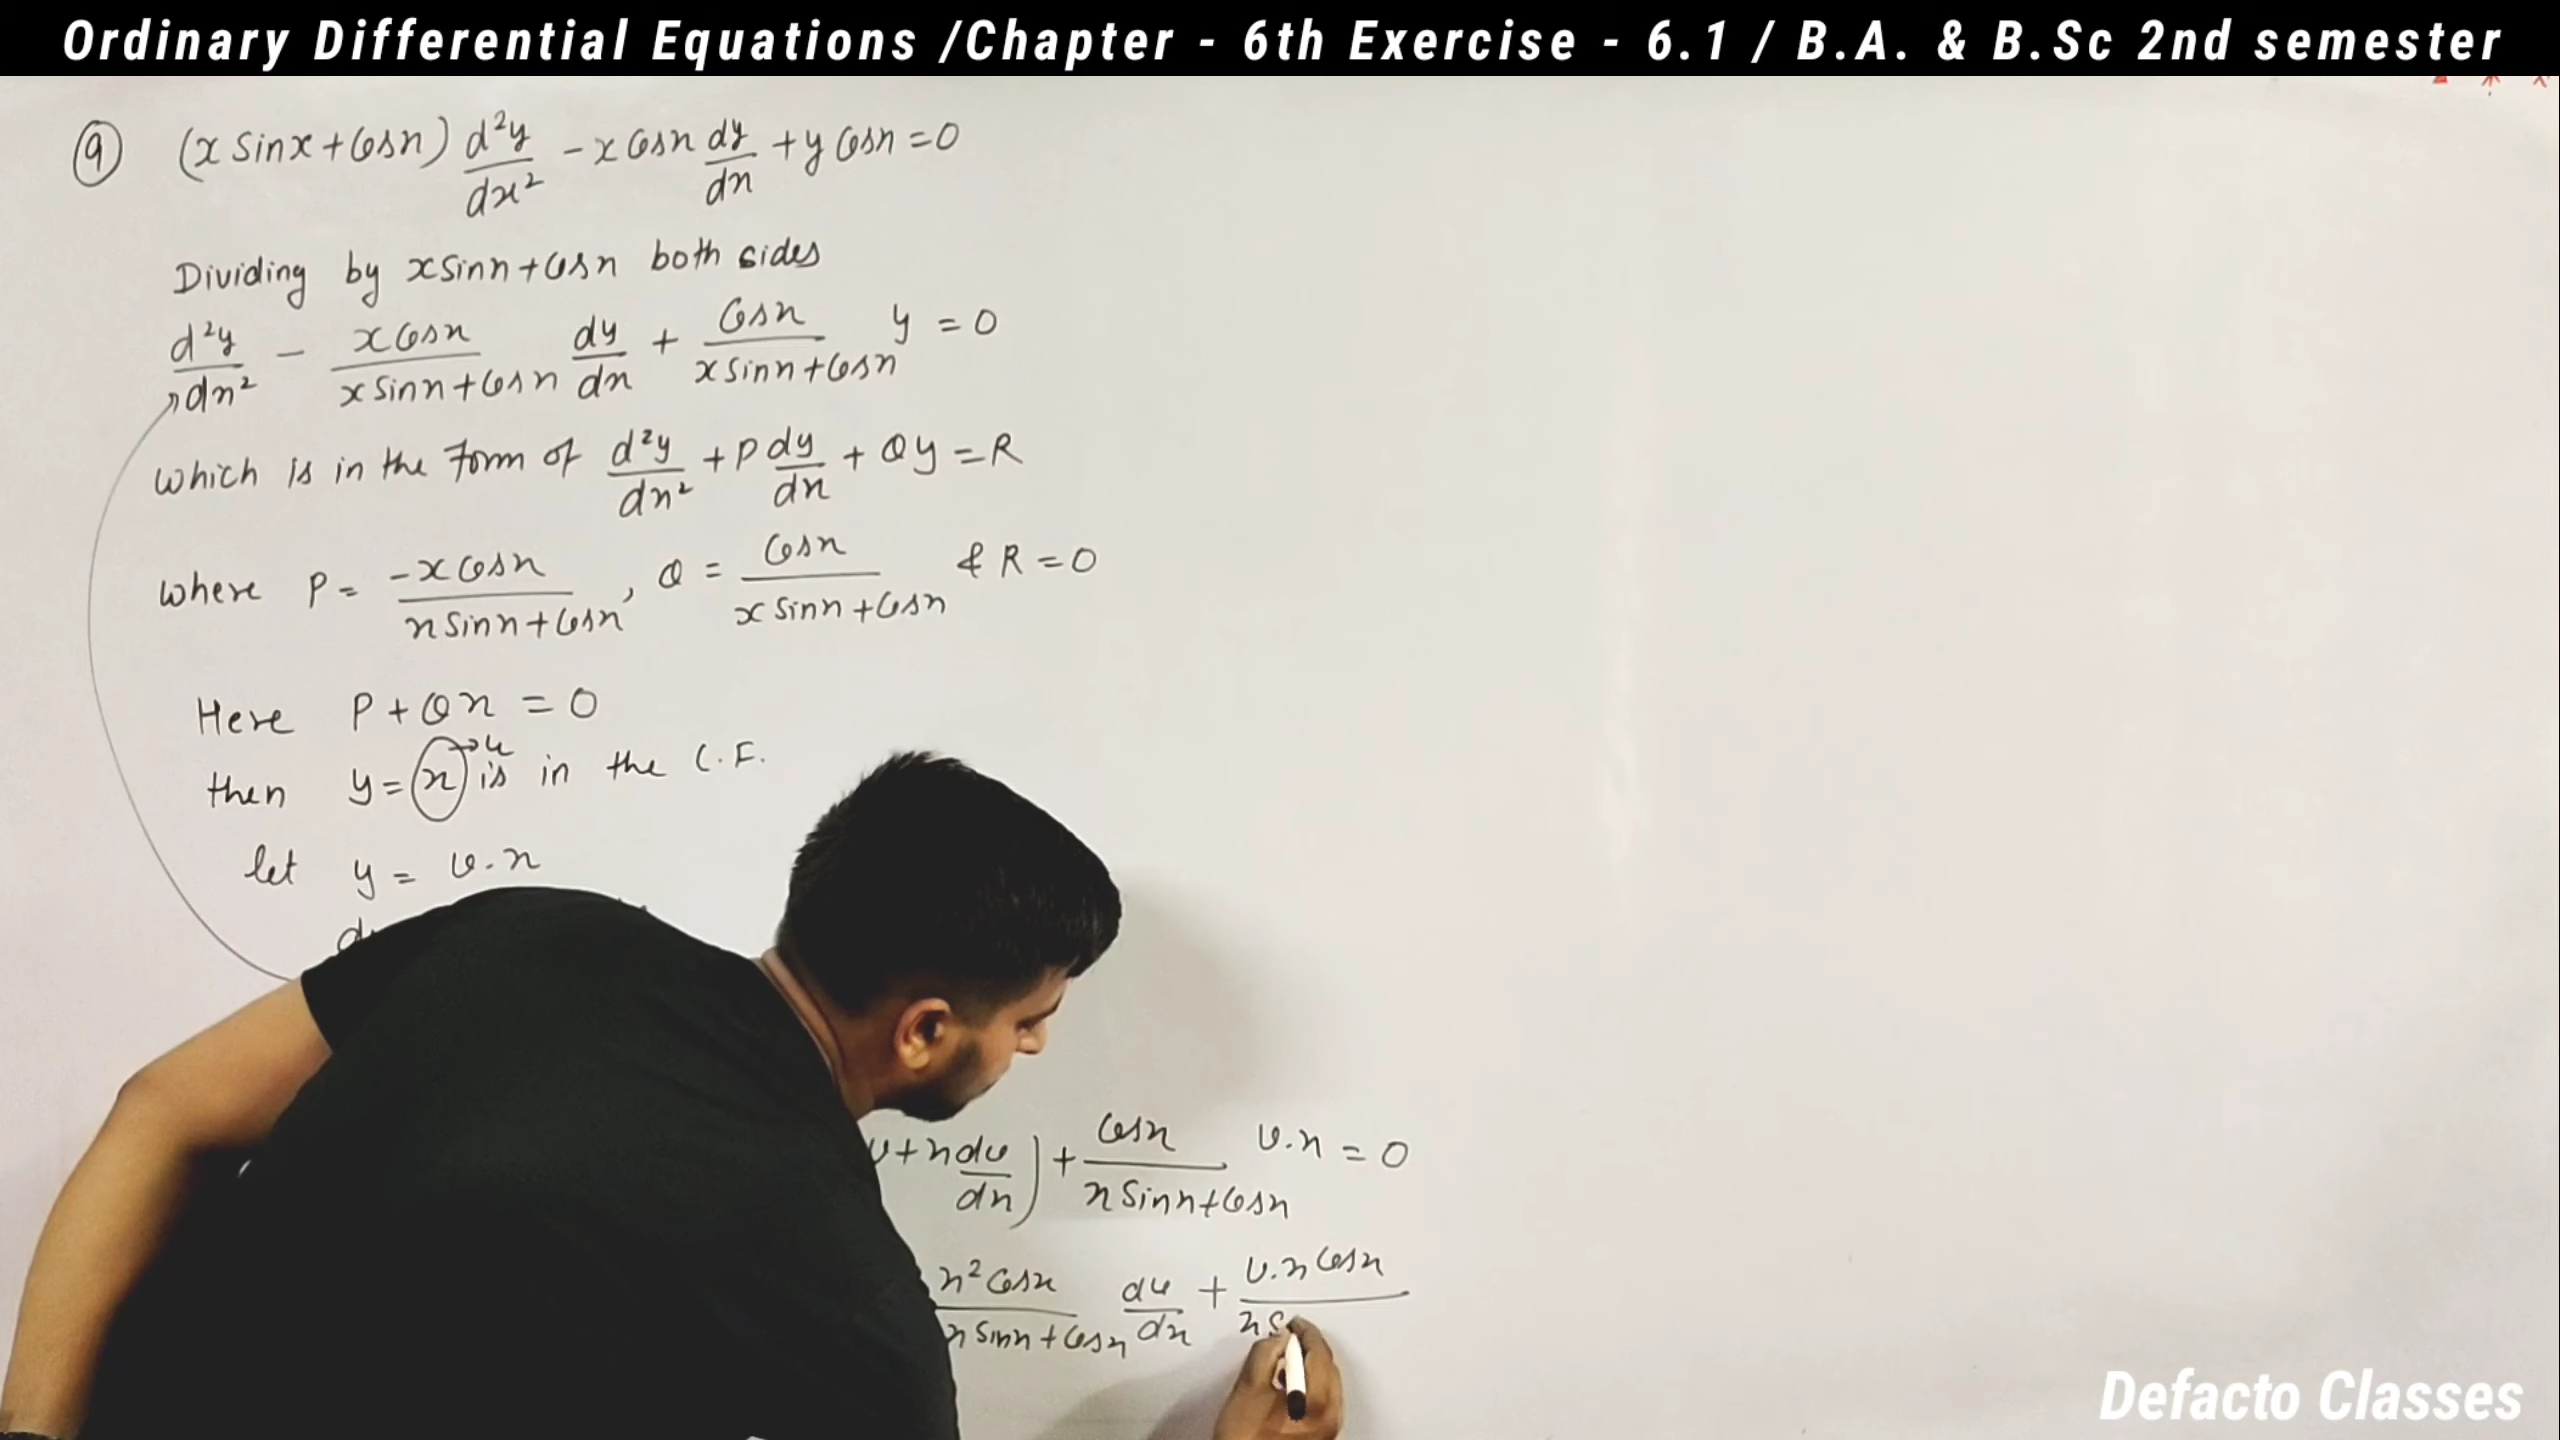 Ordinary Differential Equations /Chapter - 6th Exercise - 6.1 / B.A. & B.Sc 2nd semester
(9) (x sinx + cosx) d²y/dx² - x cosx dy/dx + y cosx = 0
Dividing by x sinx + cosx both sides
d²y/dx² - x cosx/(x sinx + cosx) dy/dx + cosx/(x sinx + cosx) y = 0
which is in the form of d²y/dx² + P dy/dx + Qy = R
where P = -x cosx/(x sinx + cosx), Q = cosx/(x sinx + cosx) & R = 0
Here P + Qx = 0
then y = x → u is in the C.F.
let y = v.x
v + x dv/dx) + cosx/(x sinx + cosx) v.x = 0
x² cosx/(x sinx + cosx) dv/dx + v.x cosx/
Defacto Classes